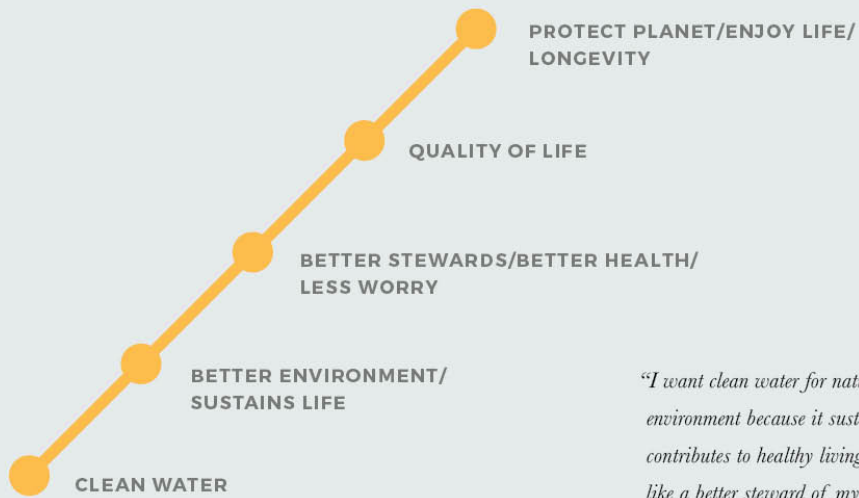 PROTECT PLANET/ENJOY LIFE/
LONGEVITY
QUALITY OF LIFE
BETTER STEWARDS/BETTER HEALTH/
LESS WORRY
BETTER ENVIRONMENT/
SUSTAINS LIFE
CLEAN WATER
“I want clean water for
environment because it
contributes to healthy living
like a better steward of my